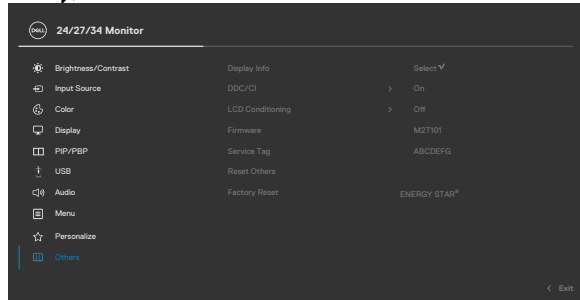 DELL 24/27/34 Monitor
Brightness/Contrast Display Info Select ✓
Input Source DDC/CI > On
Color LCD Conditioning > Off
Display Firmware M2T101
PIP/PBP Service Tag ABCDEFG
USB Reset Others
Audio Factory Reset ENERGY STAR®
Menu
Personalize
Others
< Exit